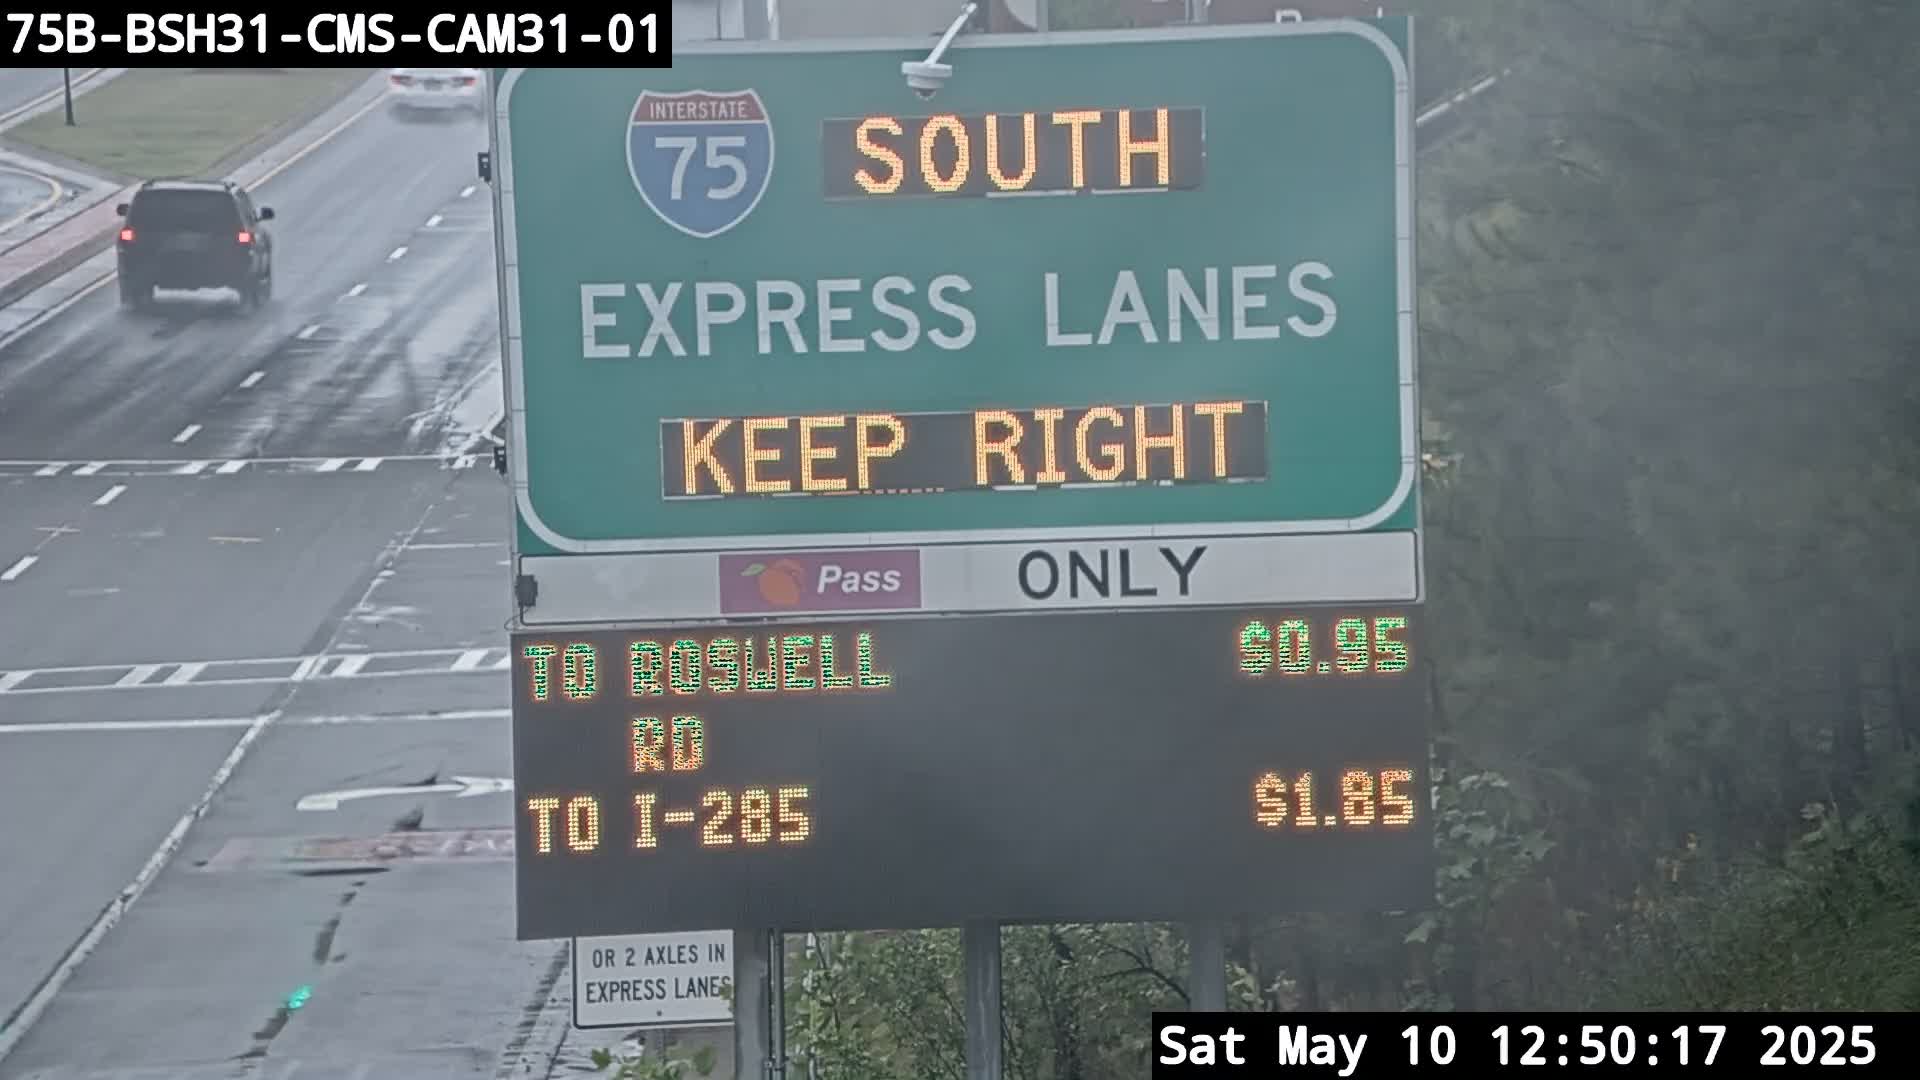 75B-BSH31-CMS-CAM31-01
INTERSTATE
75
SOUTH
EXPRESS LANES
KEEP RIGHT
Pass ONLY
TO ROSWELL $0.95
RD
TO I-285 $1.85
OR 2 AXLES IN
EXPRESS LANES
Sat May 10 12:50:17 2025